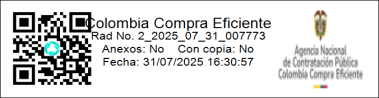 Colombia Compra Eficiente
Rad No. 2_2025_07_31_007773
Anexos: No Con copia: No
Fecha: 31/07/2025 16:30:57
Agencia Nacional
de Contratación Pública
Colombia Compra Eficiente